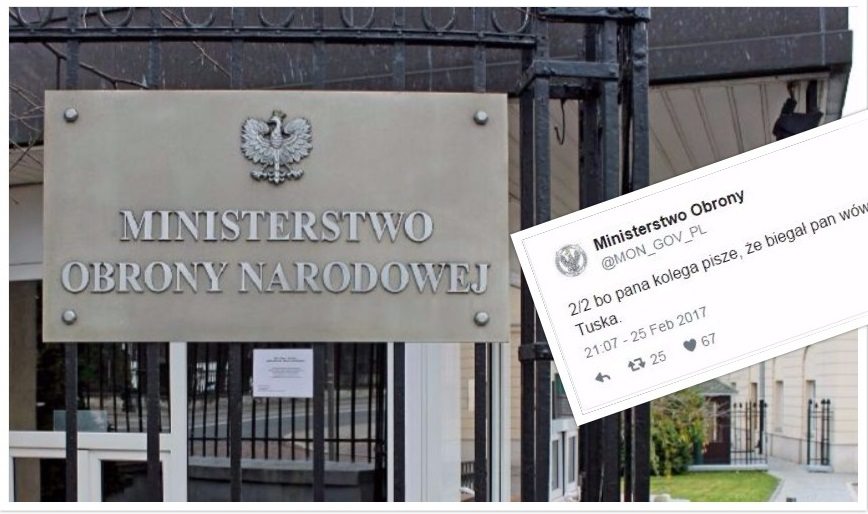 MINISTERSTWO
OBRONY NARODOWEJ
Ministerstwo Obrony
@MON_GOV_PL
2/2 bo pana kolega pisze, że biegał pan
Tuska.
21:07 - 25 Feb 2017
25 67